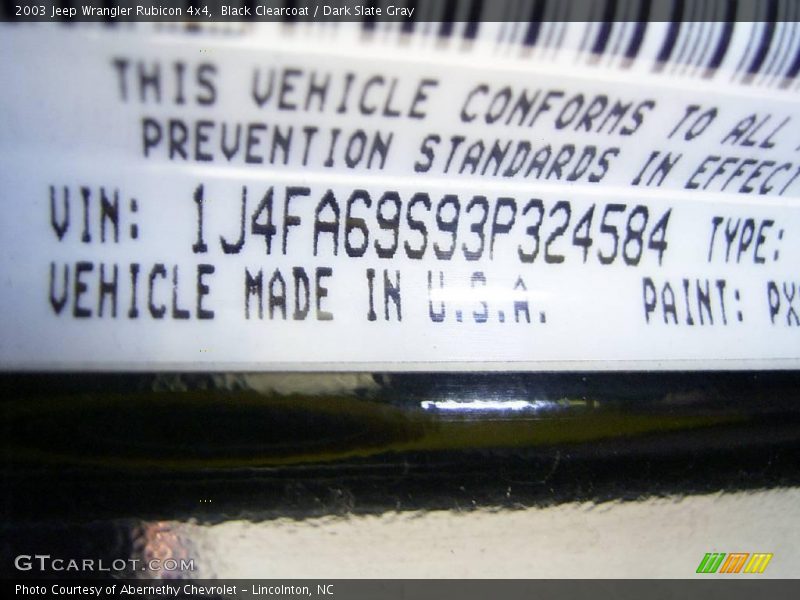 2003 Jeep Wrangler Rubicon 4x4, Black Clearcoat / Dark Slate Gray
THIS VEHICLE CONFORMS TO ALL
PREVENTION STANDARDS IN EFFECT
VIN: 1J4FA69S93P324584 TYPE:
VEHICLE MADE IN U.S.A. PAINT: PX
GTCARLOT.COM
Photo Courtesy of Abernethy Chevrolet – Lincolnton, NC